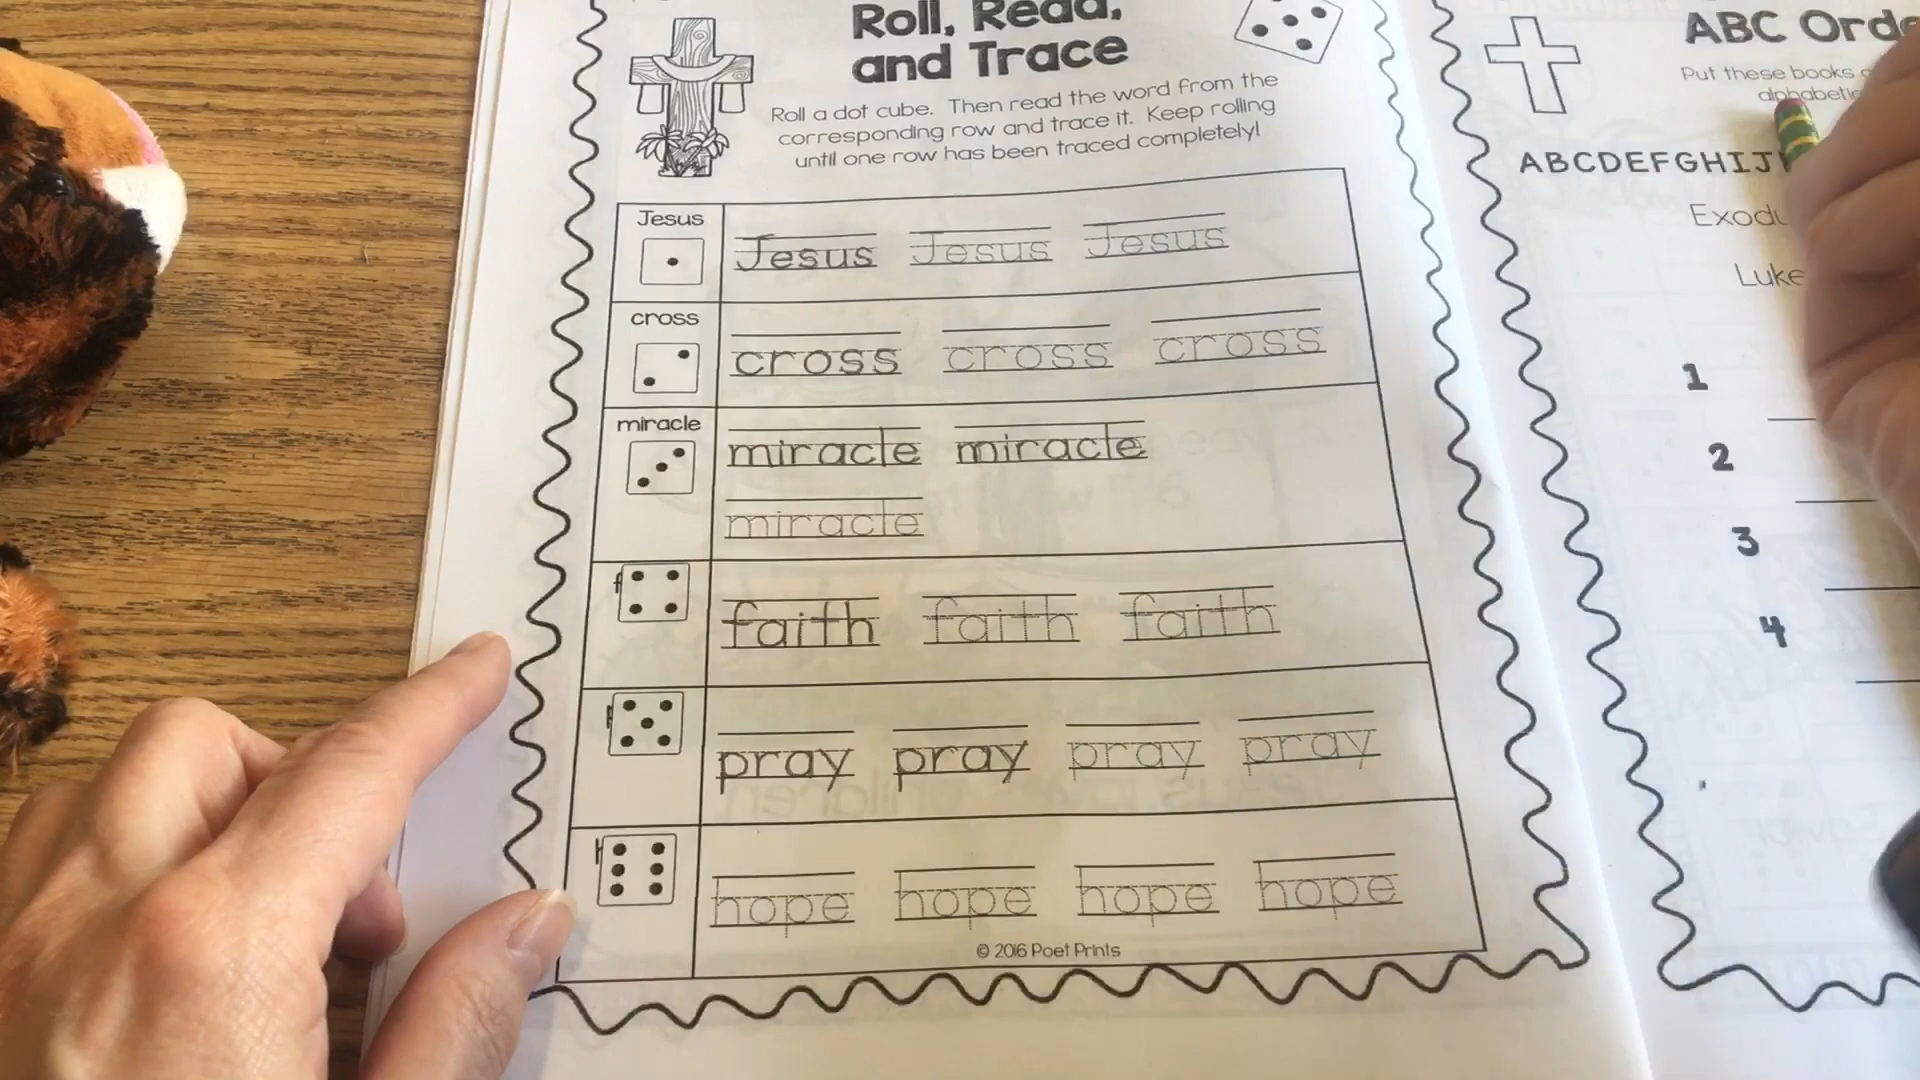 Roll, Read,
and Trace
Roll a dot cube. Then read the word from the
corresponding row and trace it. Keep rolling
until one row has been traced completely!
Jesus
Jesus Jesus Jesus
cross
cross cross cross
miracle
miracle miracle
miracle
faith faith faith
pray pray pray pray
hope hope hope hope
© 2016 Poet Prints
ABC
Put these books
ABCDEFGHIJ
Luke
1
2
3
4